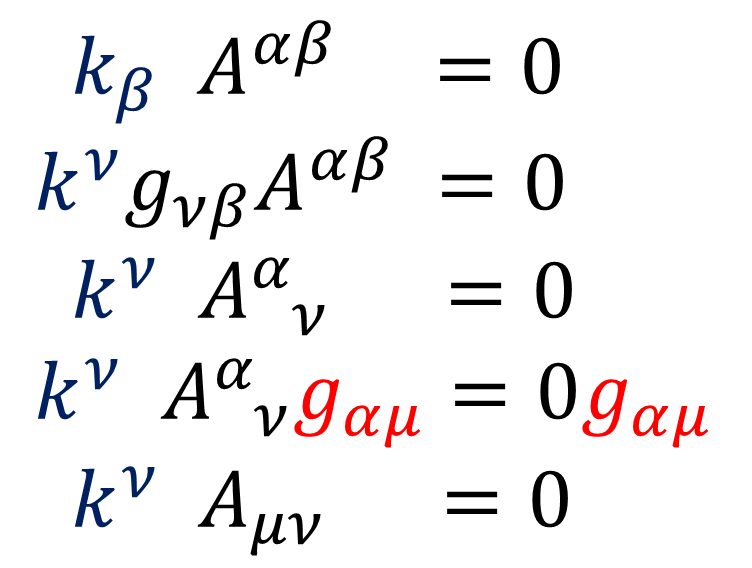 k_β A^{αβ} = 0
k^ν g_{νβ} A^{αβ} = 0
k^ν A^α_ν = 0
k^ν A^α_ν g_{αμ} = 0 g_{αμ}
k^ν A_{μν} = 0